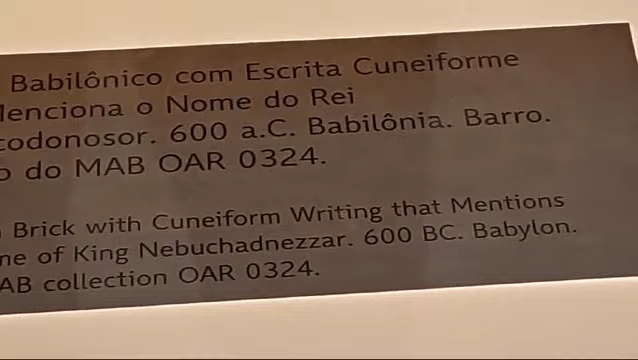 Babilônico com Escrita Cuneiforme
Menciona o Nome do Rei
codonosor. 600 a.C. Babilônia. Barro.
o do MAB OAR 0324.
Brick with Cuneiform Writing that Mentions
ne of King Nebuchadnezzar. 600 BC. Babylon.
AB collection OAR 0324.